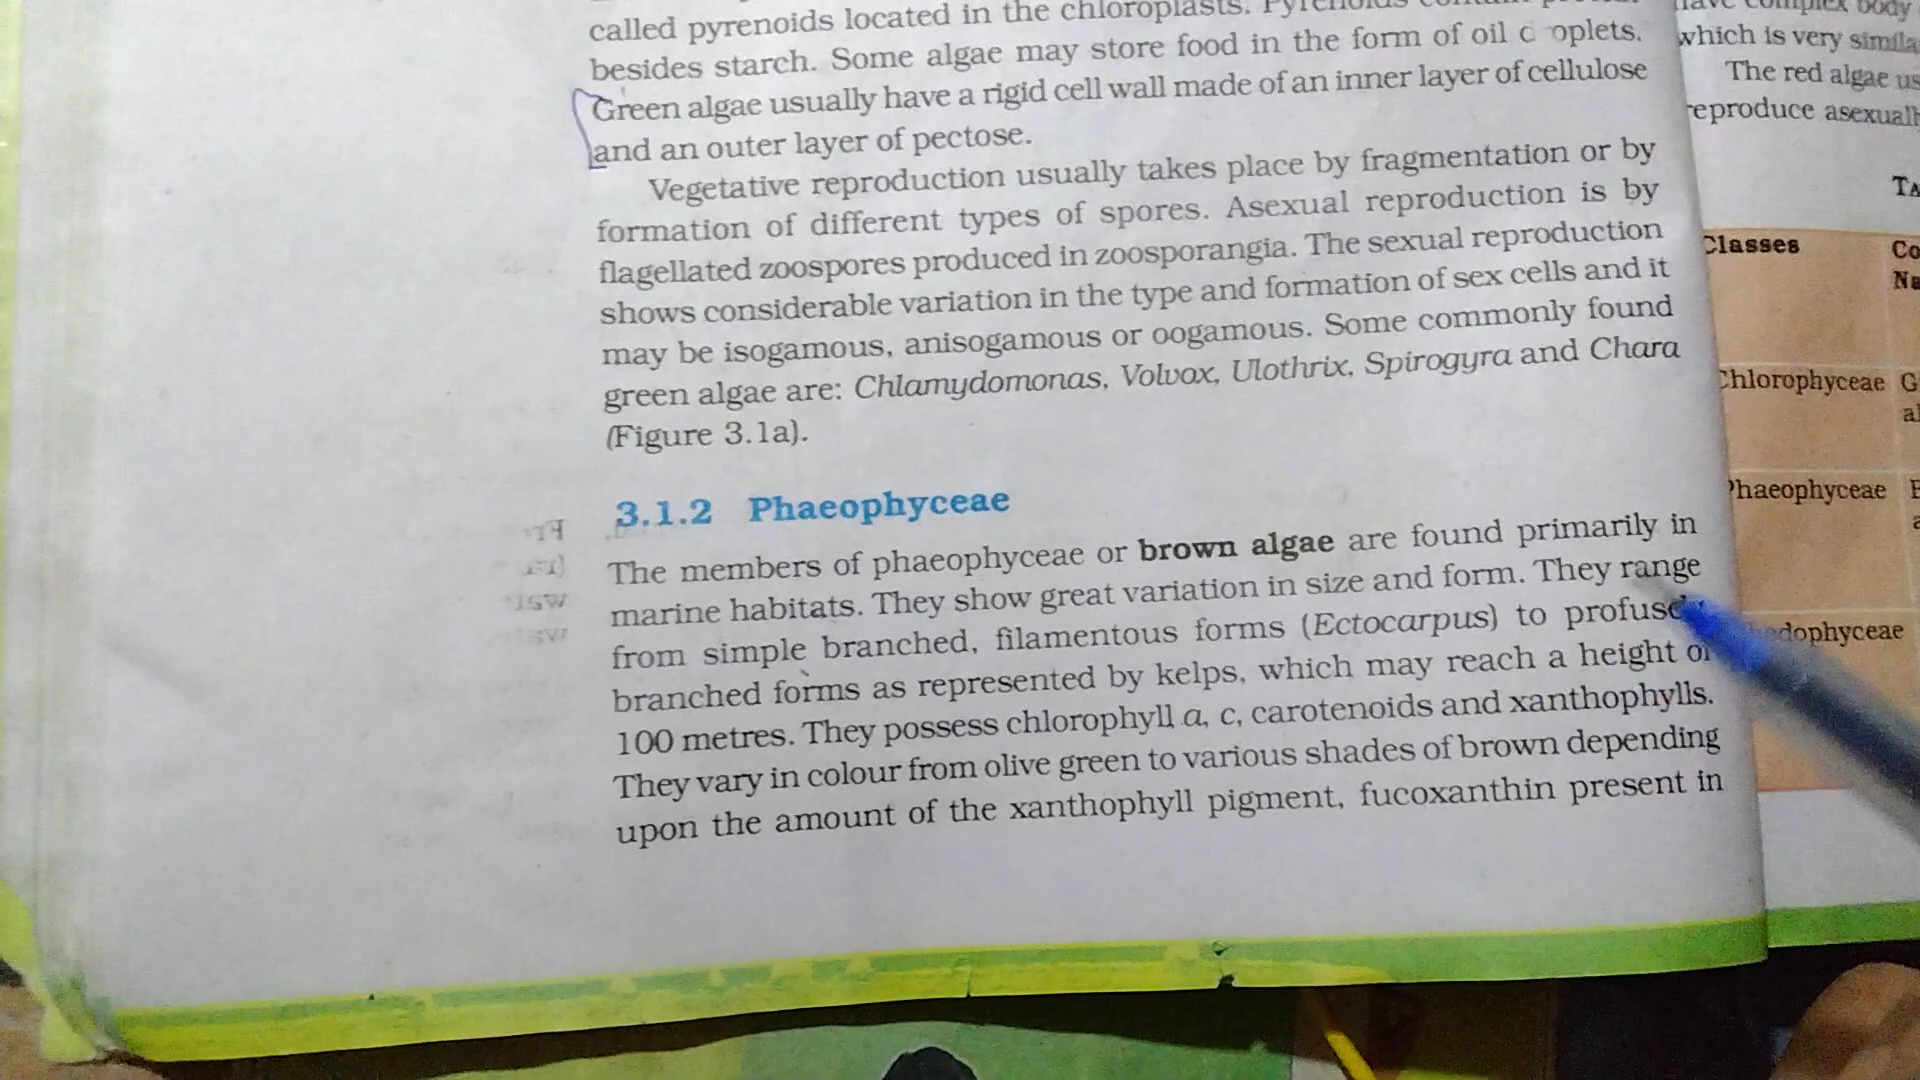 called pyrenoids located in the chloroplasts. Pyrenoids contain
besides starch. Some algae may store food in the form of oil
Green algae usually have a rigid cell wall made of an inner layer of cellulose
and an outer layer of pectose.
Vegetative reproduction usually takes place by fragmentation or by
formation of different types of spores. Asexual reproduction is by
flagellated zoospores produced in zoosporangia. The sexual reproduction
shows considerable variation in the type and formation of sex cells and it
may be isogamous, anisogamous or oogamous. Some commonly found
green algae are: Chlamydomonas, Volvox, Ulothrix, Spirogyra and Chara
(Figure 3.1a).
3.1.2 Phaeophyceae
The members of phaeophyceae or brown algae are found primarily in
marine habitats. They show great variation in size and form. They range
from simple branched, filamentous forms (Ectocarpus) to
branched forms as represented by kelps, which may reach a height of
100 metres. They possess chlorophyll a, c, carotenoids and xanthophylls.
They vary in colour from olive green to various shades of brown depending
upon the amount of the xanthophyll pigment, fucoxanthin present in
complex body
which is very
The red algae
reproduce
Classes
Chlorophyceae
Phaeophyceae